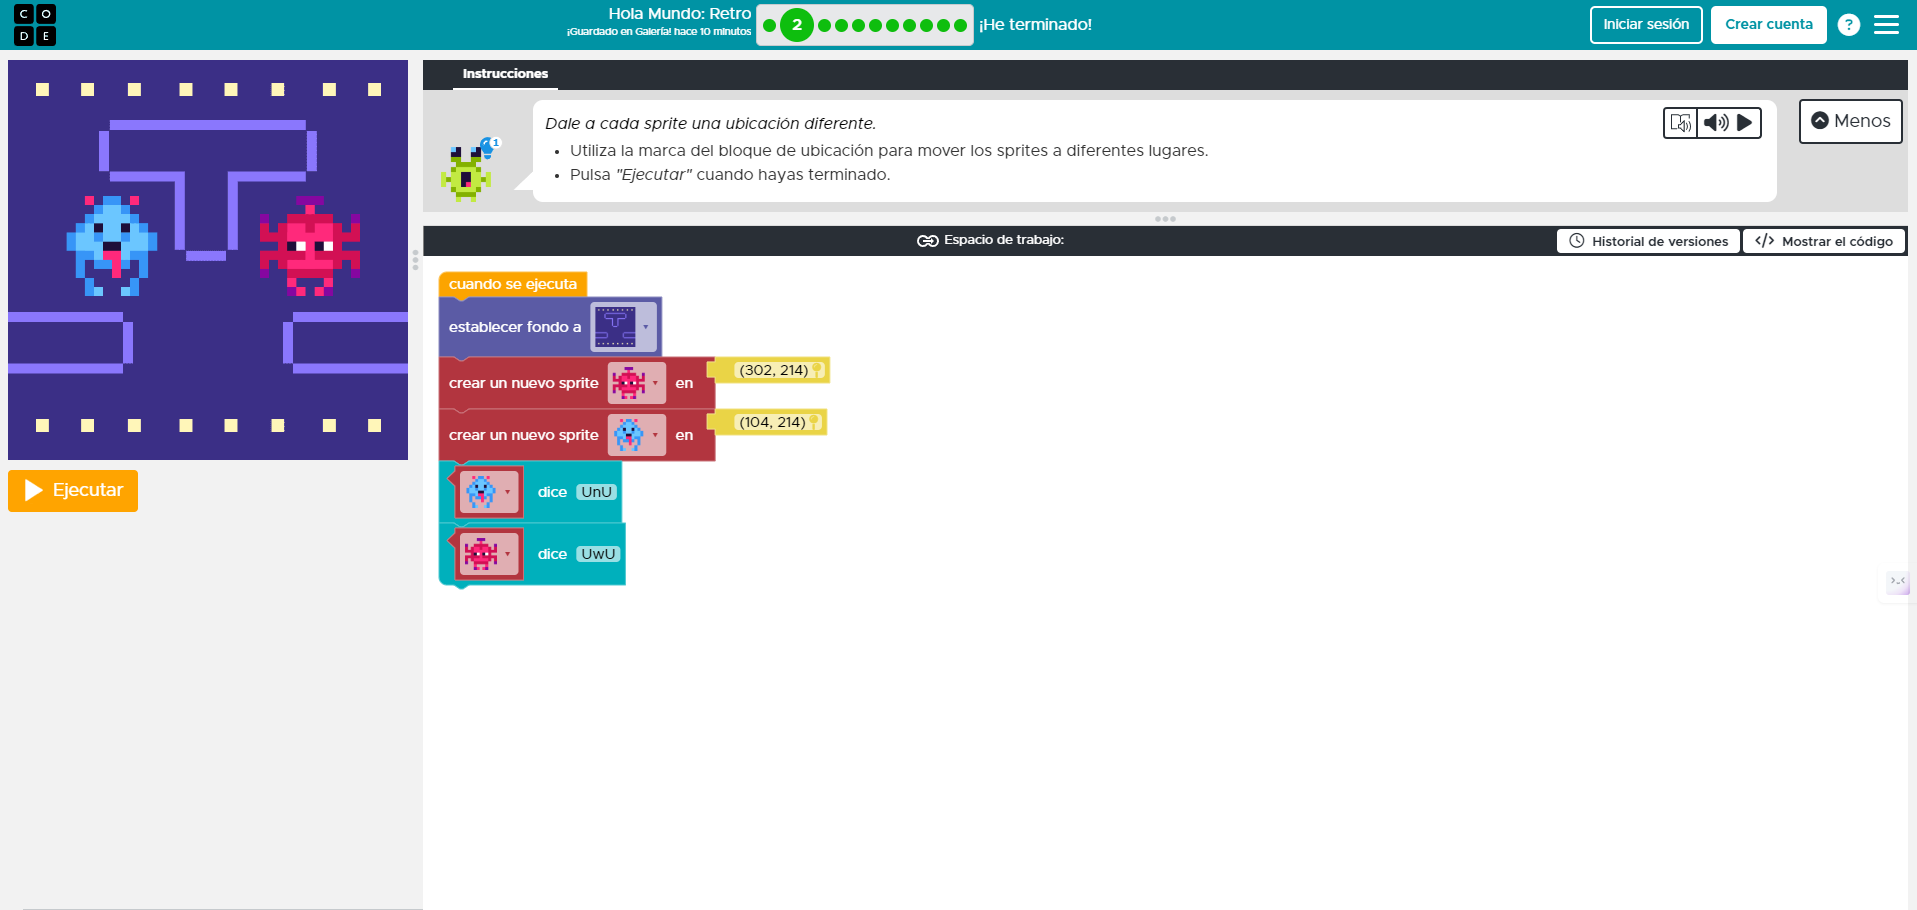 CO
DE
Hola Mundo: Retro
¡Guardado en Galería! hace 10 minutos
2
¡He terminado!
Iniciar sesión
Crear cuenta
?
Instrucciones
1
Dale a cada sprite una ubicación diferente.
• Utiliza la marca del bloque de ubicación para mover los sprites a diferentes lugares.
• Pulsa "Ejecutar" cuando hayas terminado.
Menos
Espacio de trabajo:
Historial de versiones
</> Mostrar el código
Ejecutar
cuando se ejecuta
establecer fondo a
crear un nuevo sprite en (302, 214)
crear un nuevo sprite en (104, 214)
dice UnU
dice UwU